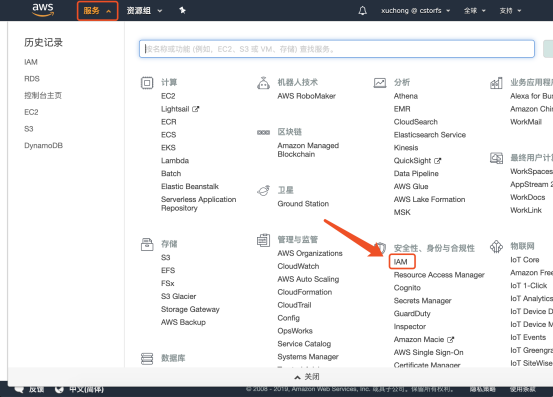 aws
服务
资源组
xuchong @ cstorfs
全球
支持
历史记录
IAM
RDS
控制台主页
EC2
S3
DynamoDB
按名称或功能 (例如, EC2、S3 或 VM、存储) 查找服务。
计算
EC2
Lightsail
ECR
ECS
EKS
Lambda
Batch
Elastic Beanstalk
Serverless Application
Repository
存储
S3
EFS
FSx
S3 Glacier
Storage Gateway
AWS Backup
数据库
机器人技术
AWS RoboMaker
区块链
Amazon Managed
Blockchain
卫星
Ground Station
管理与监管
AWS Organizations
CloudWatch
AWS Auto Scaling
CloudFormation
CloudTrail
Config
OpsWorks
Service Catalog
Systems Manager
分析
Athena
EMR
CloudSearch
Elasticsearch Service
Kinesis
QuickSight
Data Pipeline
AWS Glue
AWS Lake Formation
MSK
安全性、身份与合规性
IAM
Resource Access Manager
Cognito
Secrets Manager
GuardDuty
Inspector
Amazon Macie
AWS Single Sign-On
Certificate Manager
业务应用程
Alexa for Bu
Amazon Chi
WorkMail
最终用户计
WorkSpaces
AppStream 2
WorkDocs
WorkLink
物联网
IoT Core
Amazon Free
IoT 1-Click
IoT Analytics
IoT Device D
IoT Device M
IoT Events
IoT Greengra
IoT SiteWise
关闭
反馈
中文(简体)
© 2008 - 2019, Amazon Web Services, Inc. 或其子公司。保留所有权利。
隐私策略
使用条款